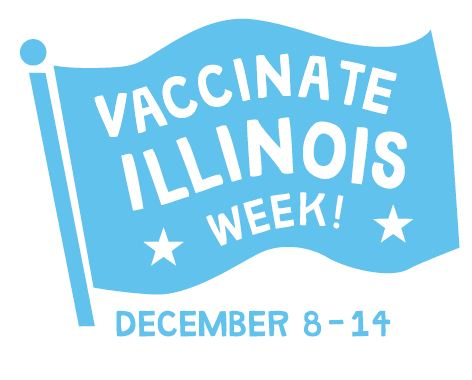 VACCINATE
ILLINOIS
WEEK!
DECEMBER 8-14